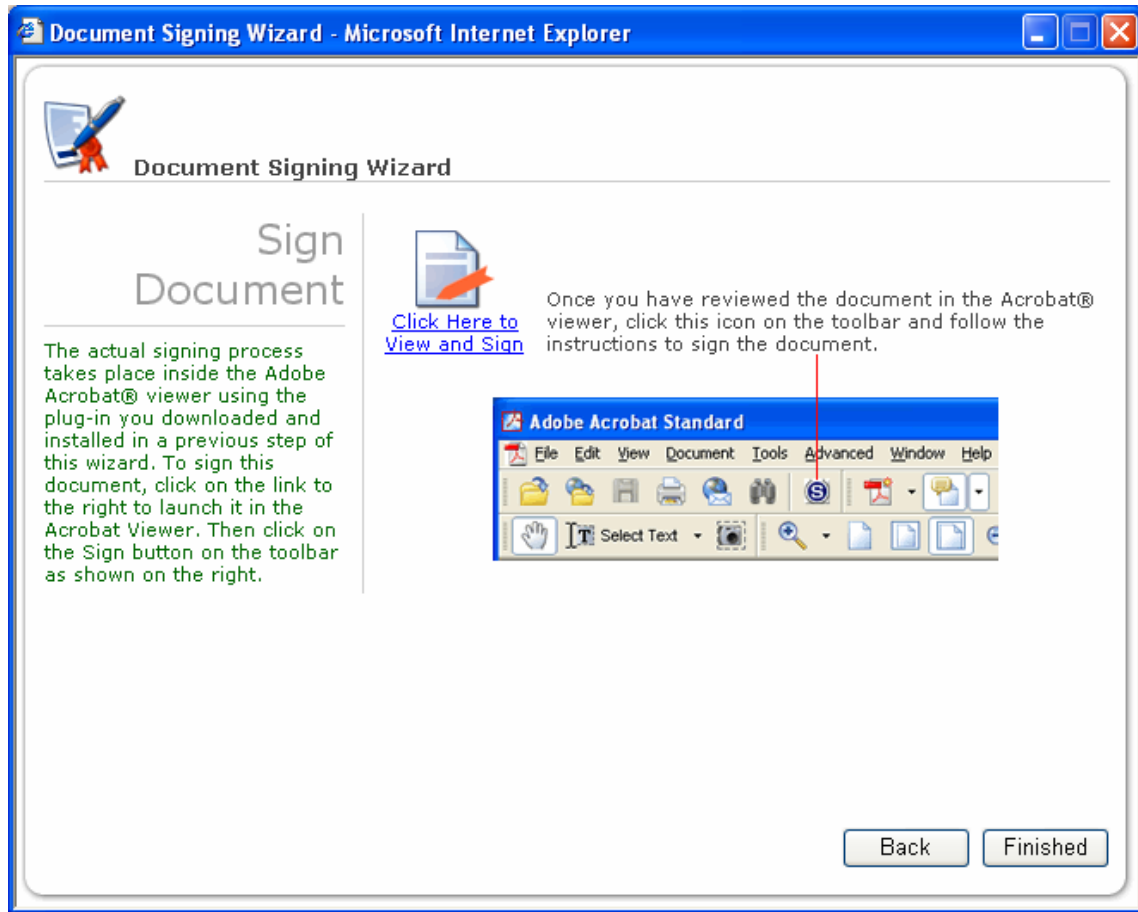 Document Signing Wizard - Microsoft Internet Explorer
Document Signing Wizard
Sign
Document
The actual signing process
takes place inside the Adobe
Acrobat® viewer using the
plug-in you downloaded and
installed in a previous step of
this wizard. To sign this
document, click on the link to
the right to launch it in the
Acrobat Viewer. Then click on
the Sign button on the toolbar
as shown on the right.
Click Here to
View and Sign
Once you have reviewed the document in the Acrobat®
viewer, click this icon on the toolbar and follow the
instructions to sign the document.
Adobe Acrobat Standard
File Edit View Document Tools Advanced Window Help
S
Select Text
Back Finished